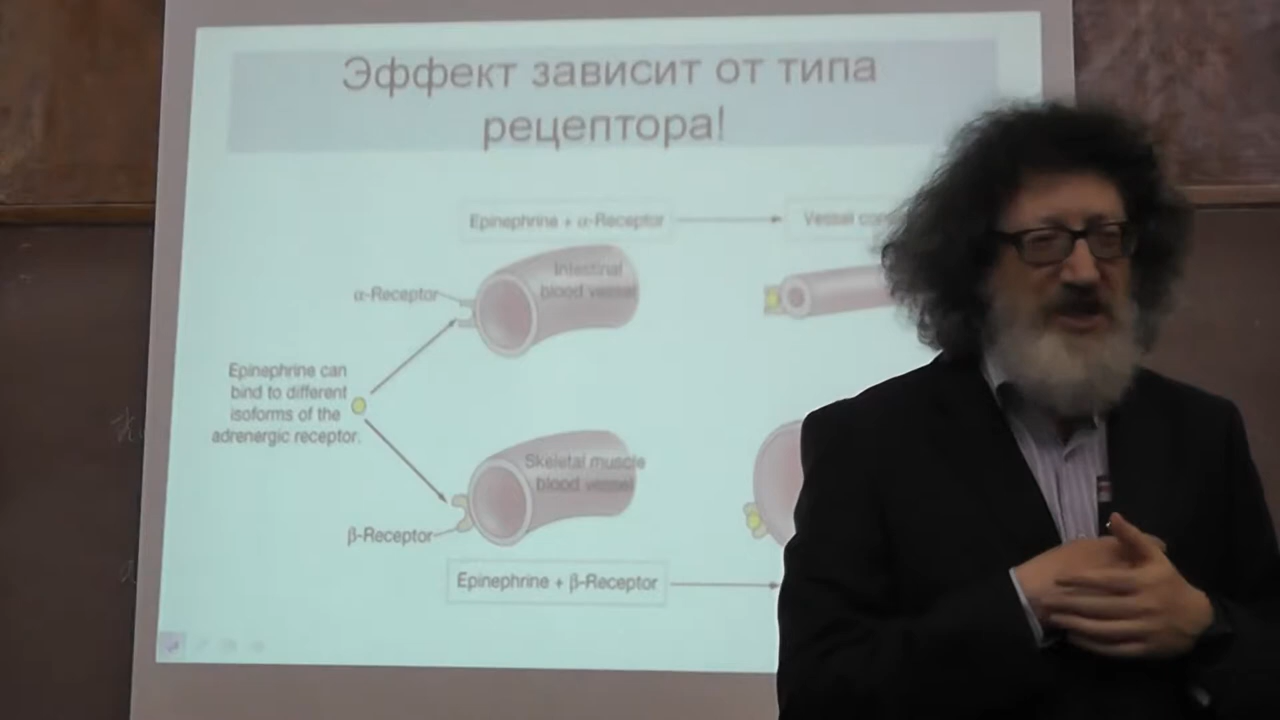 Эффект зависит от типа
рецептора!
Epinephrine + α-Receptor
Vessel
α-Receptor
Intestinal
blood vessel
Epinephrine can
bind to different
isoforms of the
adrenergic receptor.
Skeletal muscle
blood vessel
β-Receptor
Epinephrine + β-Receptor